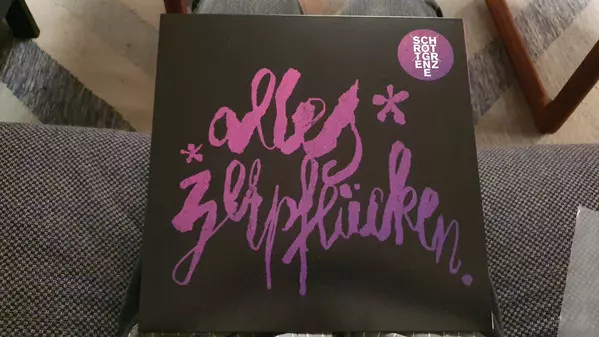 alles*
*zerpflücken.
SCH
RØT
TGR
ENZ
E